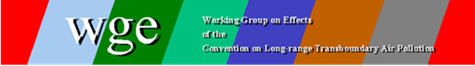 wge
Working Group on Effects
of the
Convention on Long-range Transboundary Air Pollution